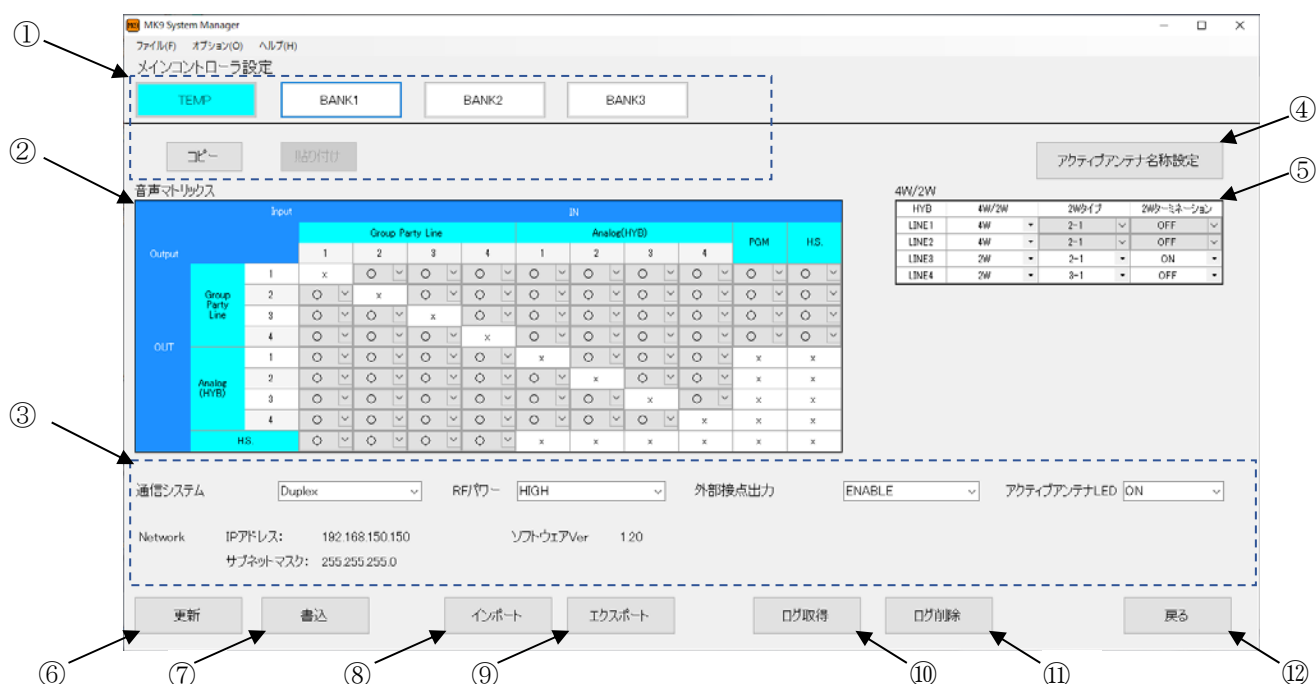 MK9 System Manager
ファイル(F) オプション(O) ヘルプ(H)
①
メインコントローラ設定
TEMP BANK1 BANK2 BANK3
④
②
コピー 貼り付け アクティブアンテナ名称設定
⑤
音声マトリックス 4W/2W
HYB 4W/2W 2Wタイプ 2Wターミネーション
LINE1 4W 2-1 OFF
LINE2 4W 2-1 OFF
LINE3 2W 2-1 ON
LINE4 2W 3-1 OFF
Input IN
Group Party Line Analog(HYB) PGM H.S.
Output 1 2 3 4 1 2 3 4
OUT
Group Party Line
1 x ○ ○ ○ ○ ○ ○ ○ ○ ○
2 ○ x ○ ○ ○ ○ ○ ○ ○ ○
3 ○ ○ x ○ ○ ○ ○ ○ ○ ○
4 ○ ○ ○ x ○ ○ ○ ○ ○ ○
Analog (HYB)
1 ○ ○ ○ ○ x ○ ○ ○ x x
2 ○ ○ ○ ○ ○ x ○ ○ x x
3 ○ ○ ○ ○ ○ ○ x ○ x x
4 ○ ○ ○ ○ ○ ○ ○ x x x
H.S. ○ ○ ○ ○ x x x x x x
③
通信システム Duplex RFパワー HIGH 外部接点出力 ENABLE アクティブアンテナLED ON
Network IPアドレス: 192.168.150.150 ソフトウェアVer 1.20
サブネットマスク: 255.255.255.0
更新 書込 インポート エクスポート ログ取得 ログ削除 戻る
⑥ ⑦ ⑧ ⑨ ⑩ ⑪ ⑫